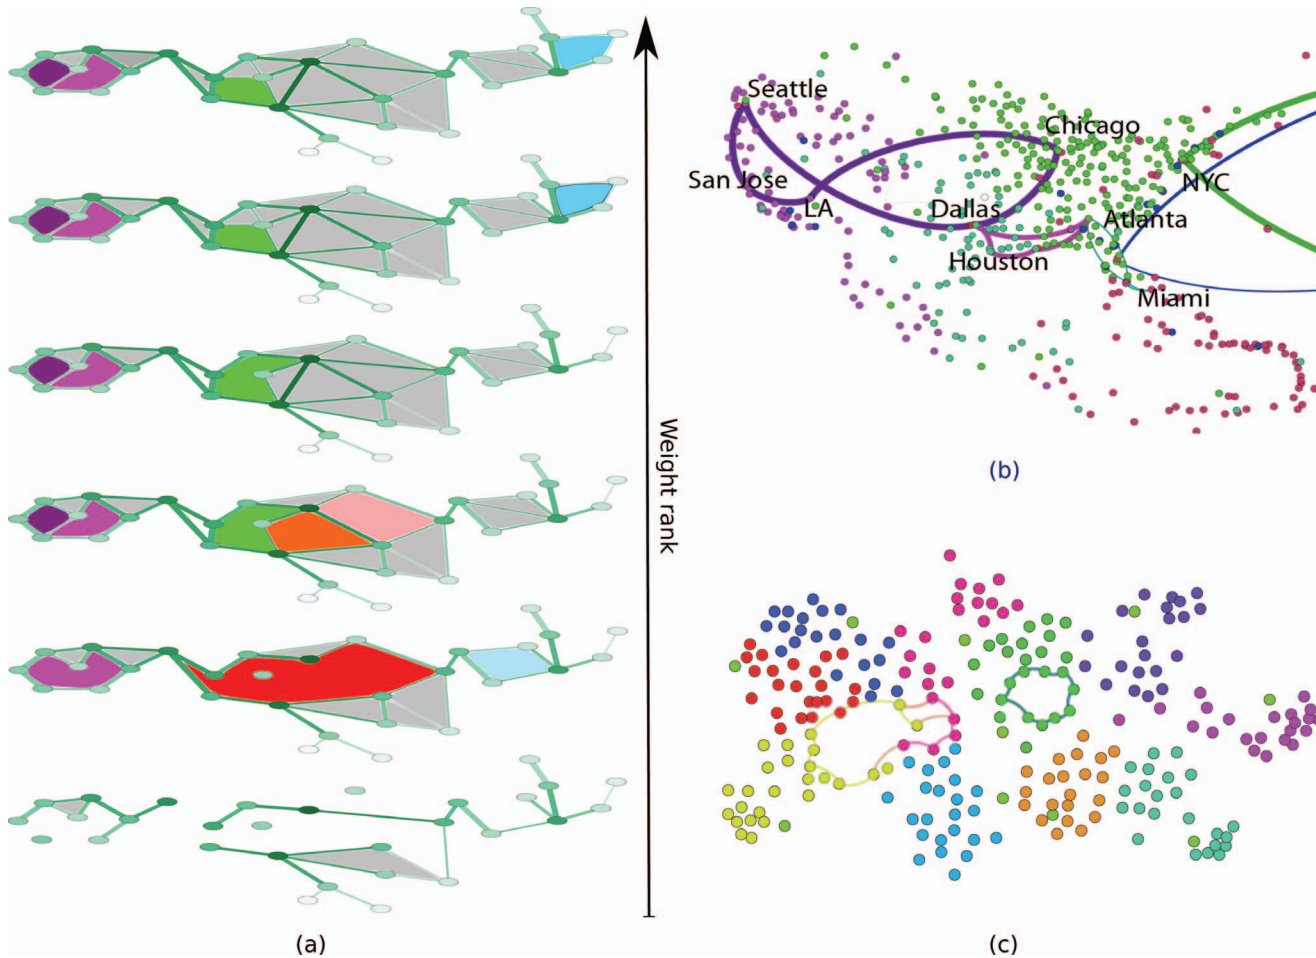 Weight rank
(a)
Seattle
Chicago
San Jose
LA
NYC
Dallas
Atlanta
Houston
Miami
(b)
(c)